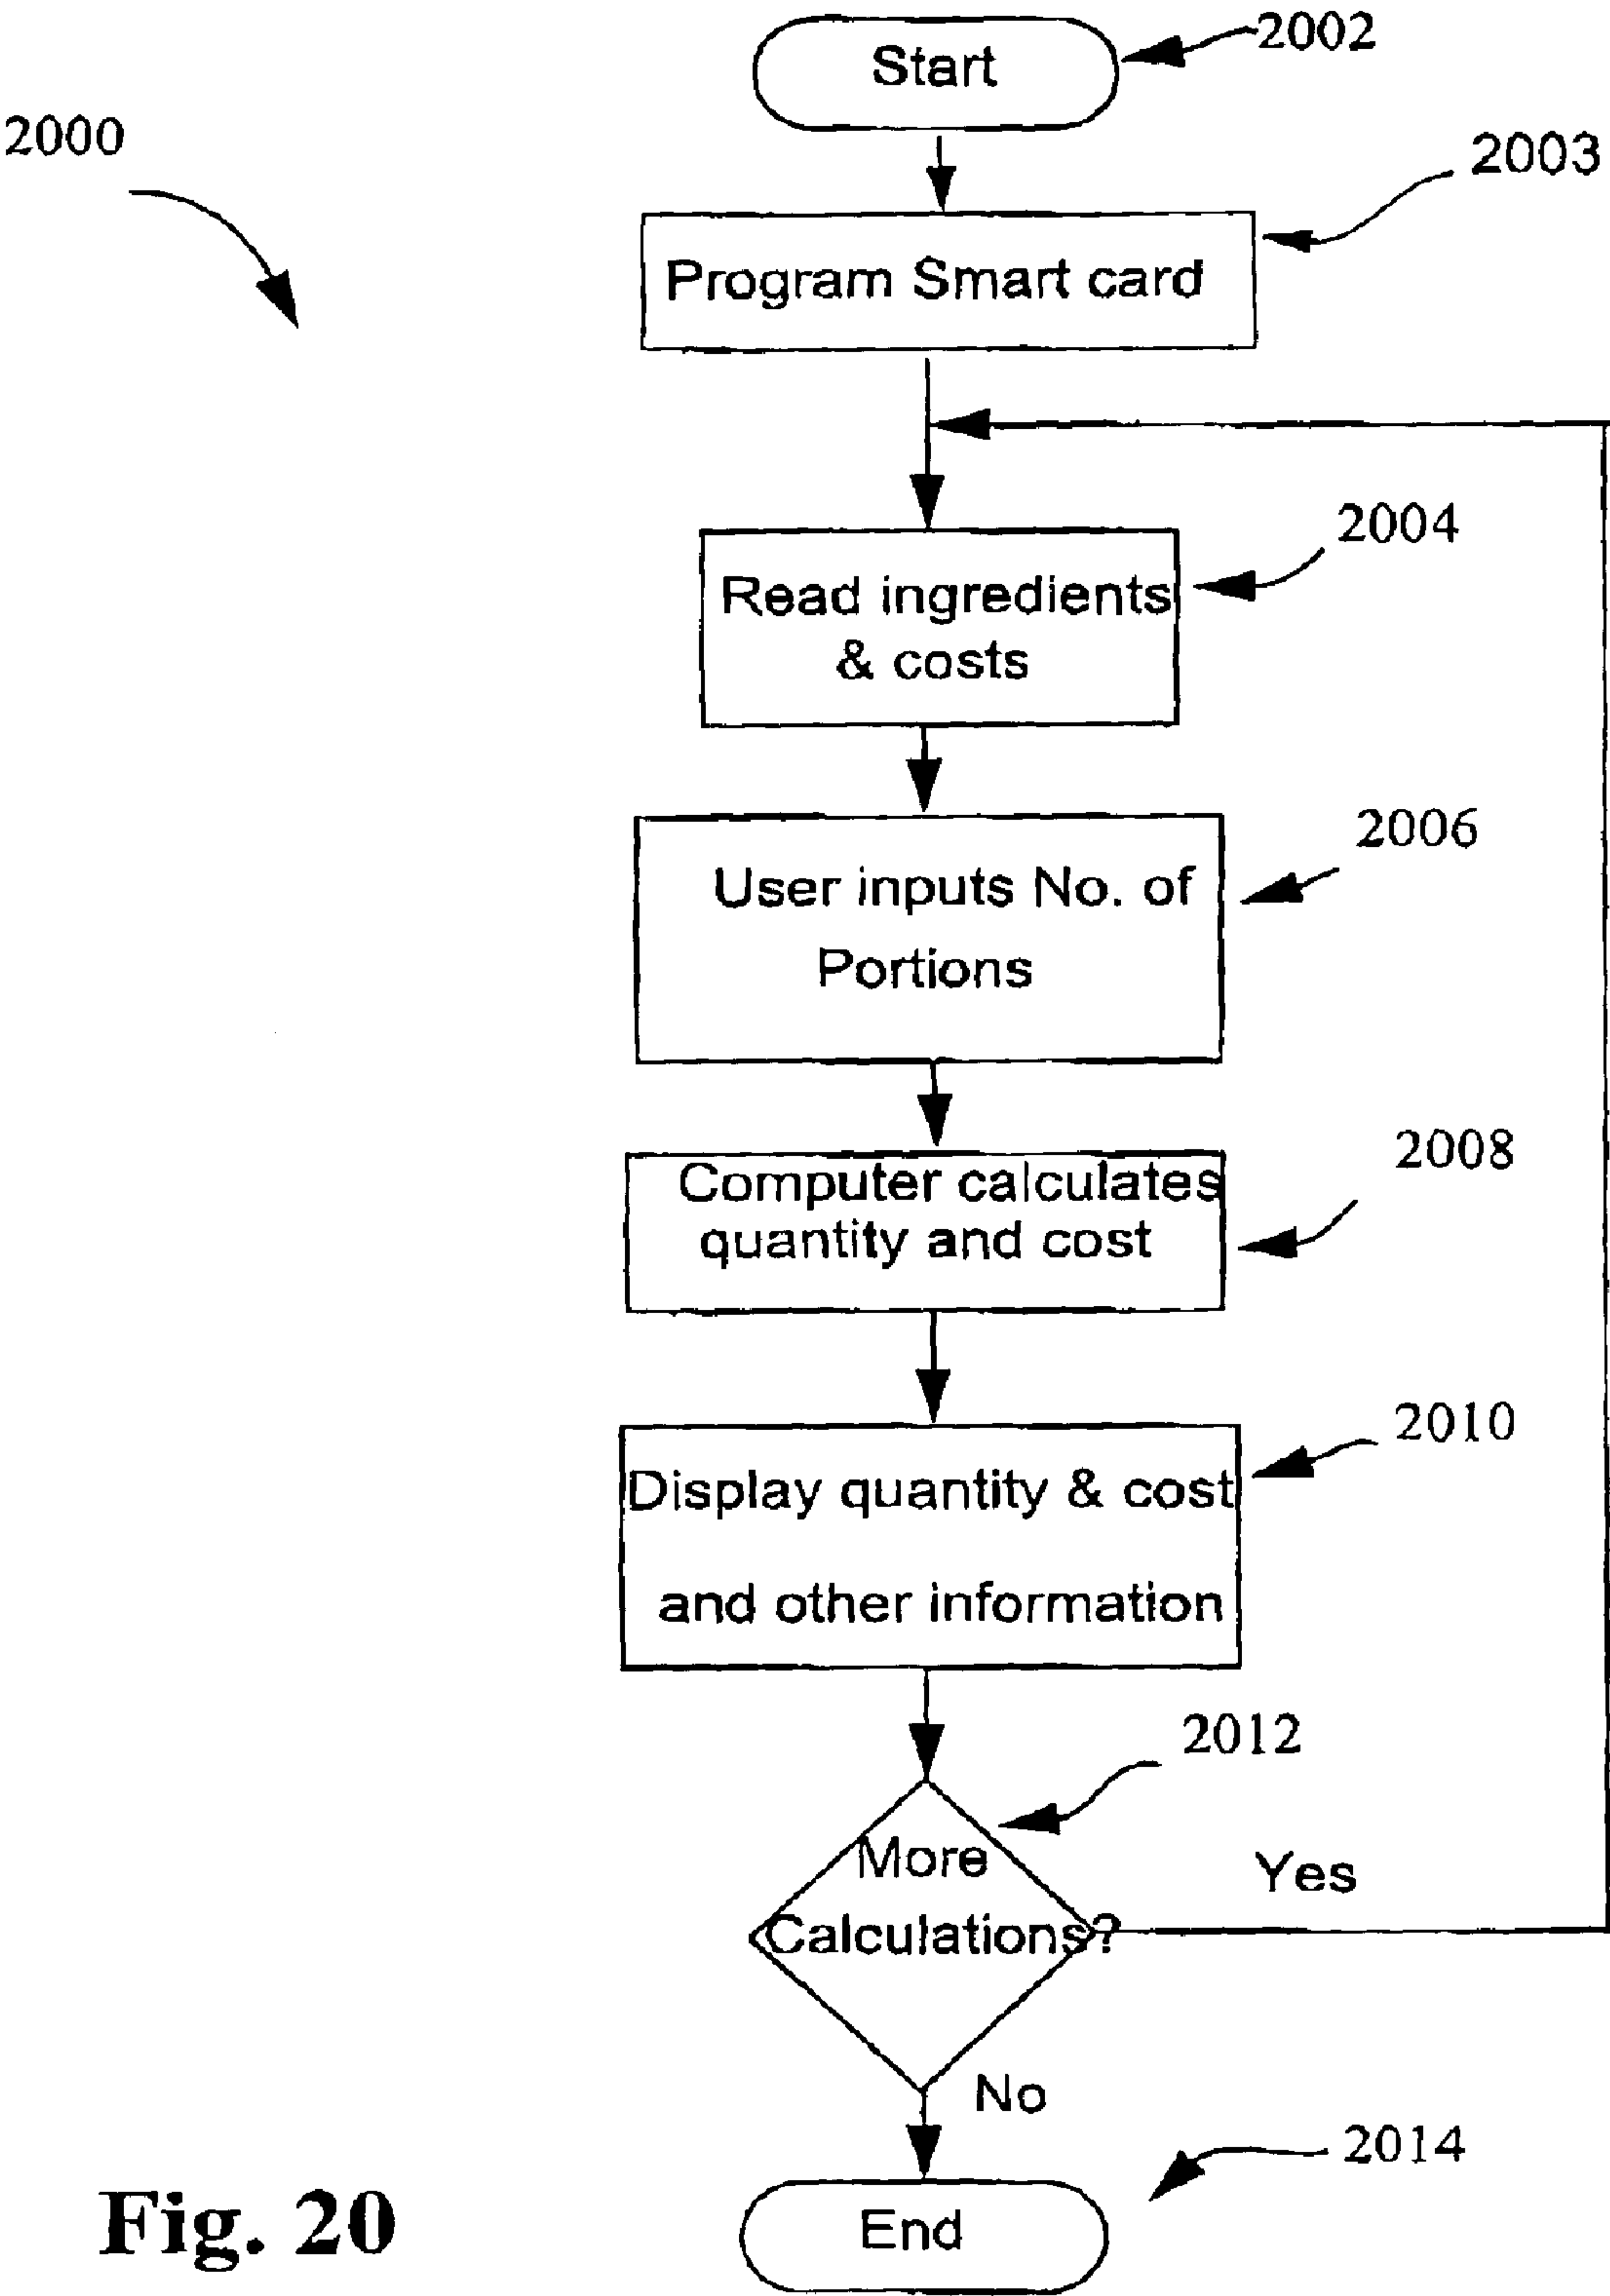 Start
2002
2000
2003
Program Smart card
2004
Read ingredients
& costs
2006
User inputs No. of
Portions
2008
Computer calculates
quantity and cost
2010
Display quantity & cost
and other information
2012
More
Calculations?
Yes
No
2014
End
Fig. 20